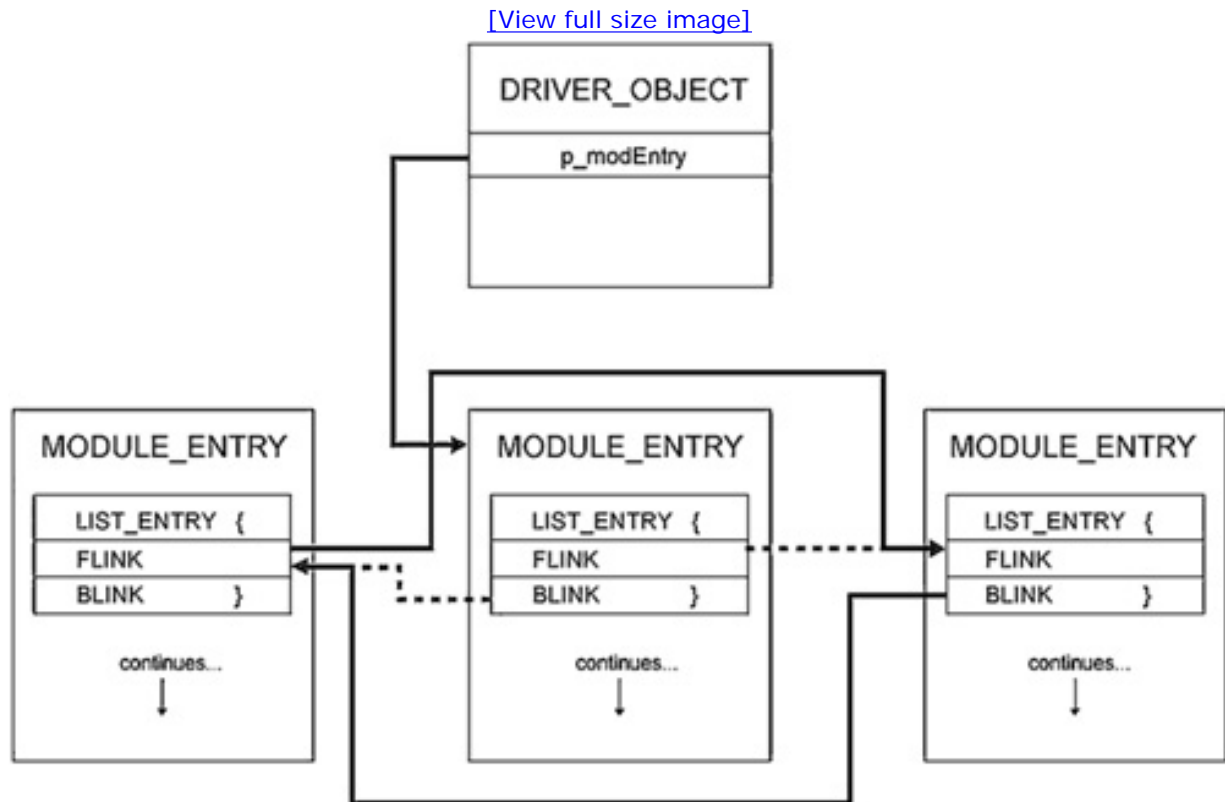 [View full size image]
DRIVER_OBJECT
p_modEntry
MODULE_ENTRY
LIST_ENTRY {
FLINK
BLINK }
continues...
MODULE_ENTRY
LIST_ENTRY {
FLINK
BLINK }
continues...
MODULE_ENTRY
LIST_ENTRY {
FLINK
BLINK }
continues...